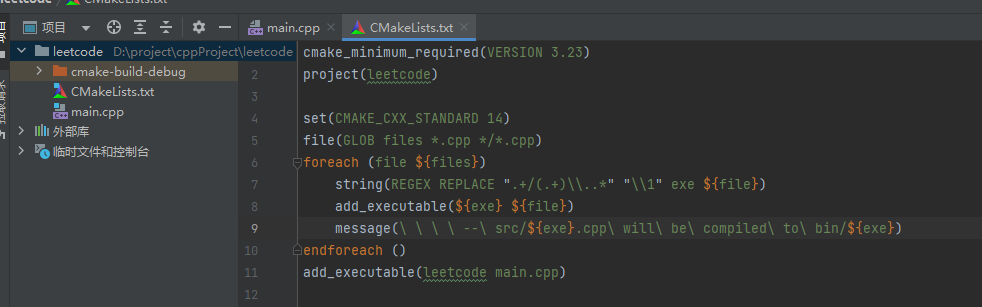 leetcode / CMakeLists.txt
项目 main.cpp CMakeLists.txt
leetcode D:\project\cppProject\leetcode
cmake-build-debug
CMakeLists.txt
main.cpp
外部库
临时文件和控制台
cmake_minimum_required(VERSION 3.23)
2 project(leetcode)
3
4 set(CMAKE_CXX_STANDARD 14)
5 file(GLOB files *.cpp */*.cpp)
6 foreach (file ${files})
7 string(REGEX REPLACE ".+/(.+)\\..*" "\\1" exe ${file})
8 add_executable(${exe} ${file})
9 message(\ \ \ \ --\ src/${exe}.cpp\ will\ be\ compiled\ to\ bin/${exe})
10 endforeach ()
11 add_executable(leetcode main.cpp)
12